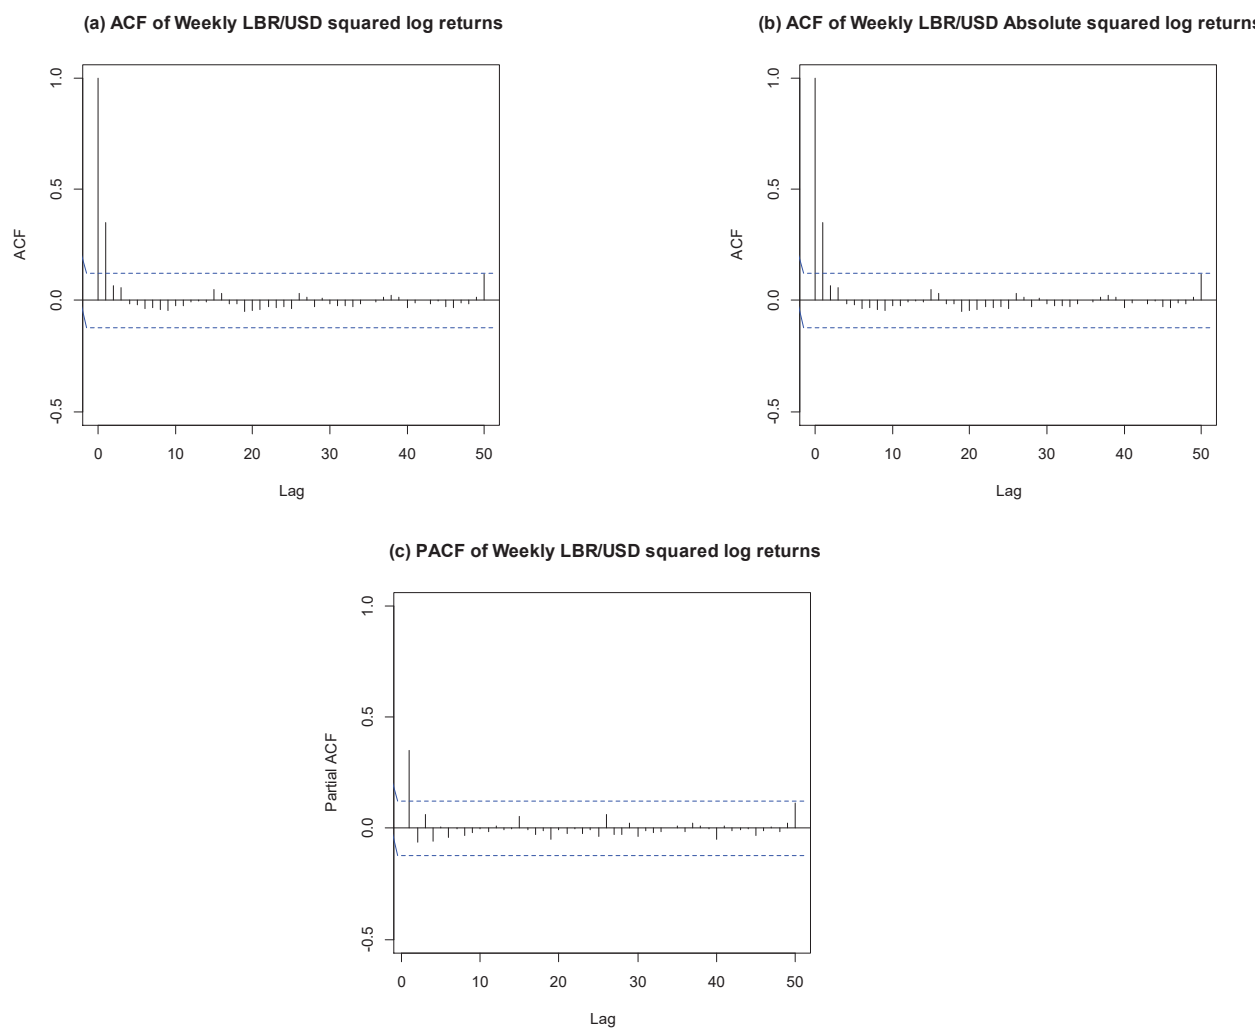 (a) ACF of Weekly LBR/USD squared log returns
1.0
0.5
0.0
-0.5
ACF
0 10 20 30 40 50
Lag
(b) ACF of Weekly LBR/USD Absolute squared log returns
1.0
0.5
0.0
-0.5
ACF
0 10 20 30 40 50
Lag
(c) PACF of Weekly LBR/USD squared log returns
1.0
0.5
0.0
-0.5
Partial ACF
0 10 20 30 40 50
Lag